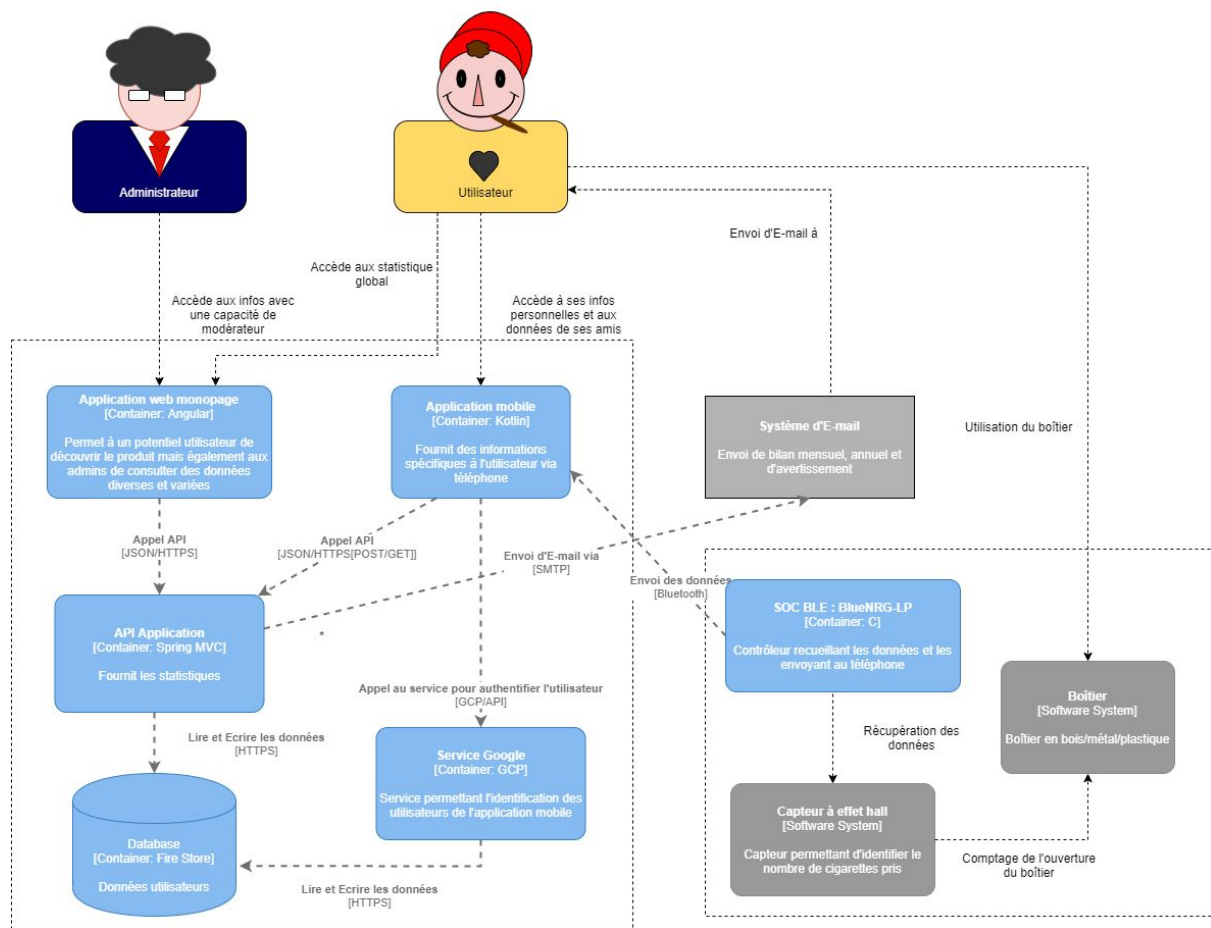 Administrateur
Utilisateur
Envoi d'E-mail à
Accède aux statistique
global
Accède aux infos avec
une capacité de
modérateur
Accède à ses infos
personnelles et aux
données de ses amis
Application web monopage
[Container: Angular]
Permet à un potentiel utilisateur de
découvrir le produit mais également aux
admins de consulter des données
diverses et variées
Application mobile
[Container: Kotlin]
Fournit des informations
spécifiques à l'utilisateur via
téléphone
Système d'E-mail
Envoi de bilan mensuel, annuel et
d'avertissement
Utilisation du boîtier
Appel API
[JSON/HTTPS]
Appel API
[JSON/HTTPS[POST/GET]]
Envoi d'E-mail via
[SMTP]
Envoi des données
[Bluetooth]
SOC BLE : BlueNRG-LP
[Container: C]
Contrôleur recueillant les données et les
envoyant au téléphone
API Application
[Container: Spring MVC]
Fournit les statistiques
*
Boîtier
[Software System]
Boîtier en bois/métal/plastique
Appel au service pour authentifier l'utilisateur
[GCP/API]
Récupération des
données
Lire et Ecrire les données
[HTTPS]
Service Google
[Container: GCP]
Service permettant l'identification des
utilisateurs de l'application mobile
Capteur à effet hall
[Software System]
Capteur permettant d'identifier le
nombre de cigarettes pris
Database
[Container: Fire Store]
Données utilisateurs
Comptage de l'ouverture
du boîtier
Lire et Ecrire les données
[HTTPS]